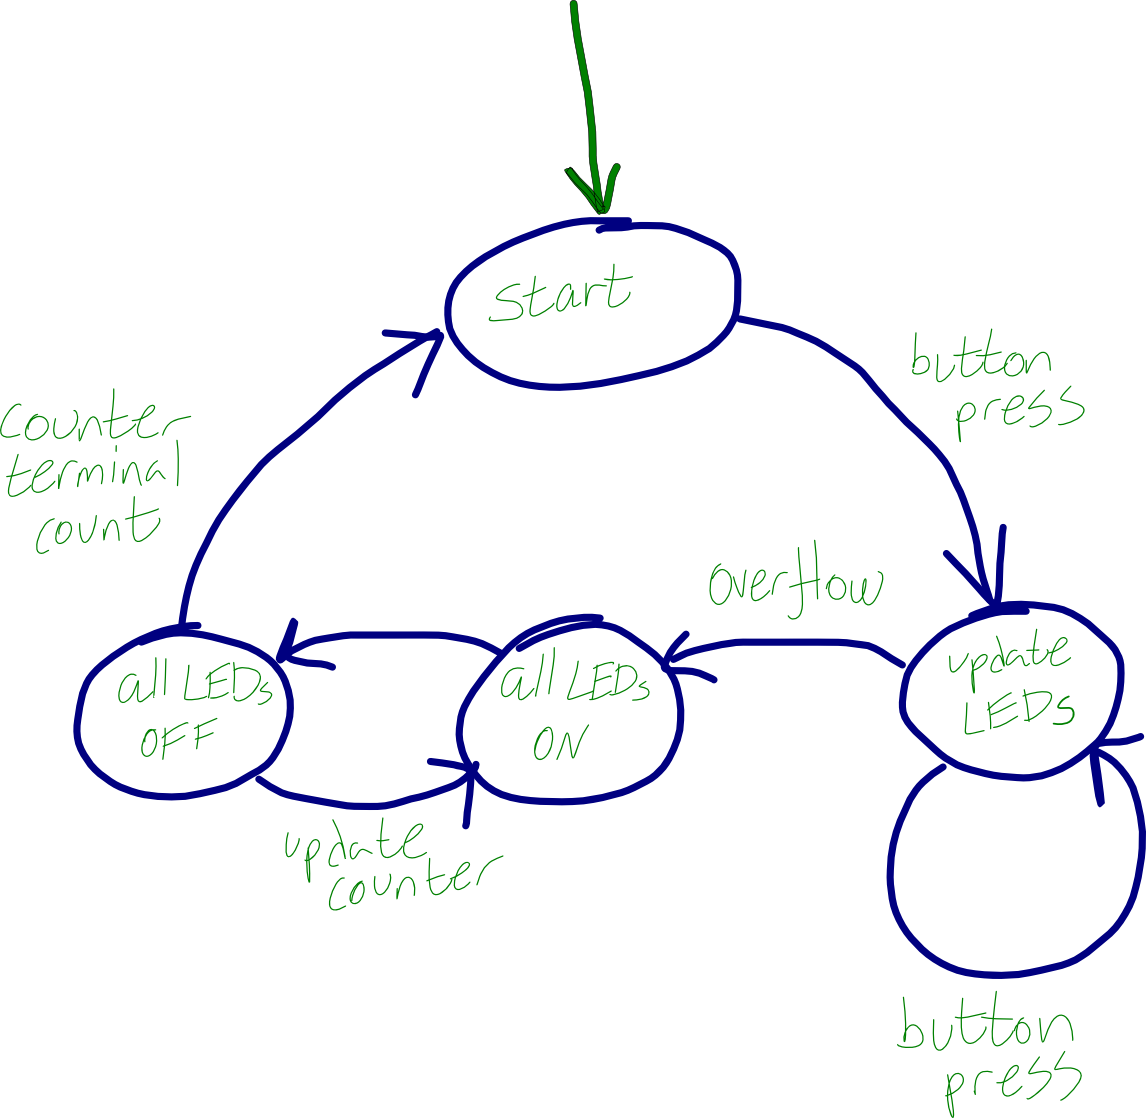 start
button
press
counter
terminal
count
overflow
update
LEDs
all LEDs
ON
all LEDs
OFF
update
counter
button
press